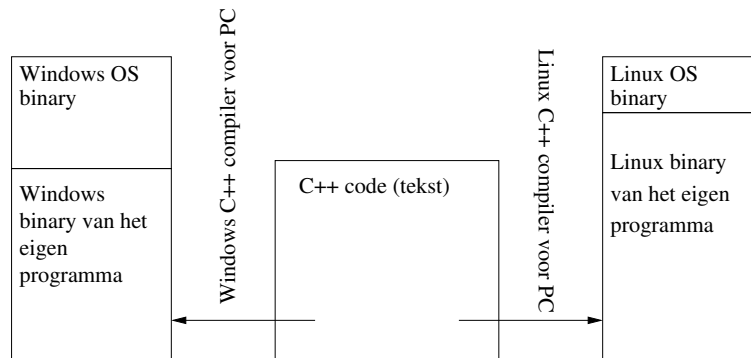 Windows OS
binary
Windows
binary van het
eigen
programma
Windows C++ compiler voor PC
C++ code (tekst)
Linux C++ compiler voor PC
Linux OS
binary
Linux binary
van het eigen
programma